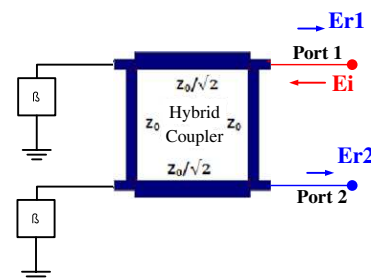 Er1
Port 1
Ei
Z₀/√2
Z₀ Hybrid Z₀
Coupler
Z₀/√2
Er2
Port 2
ß
ß